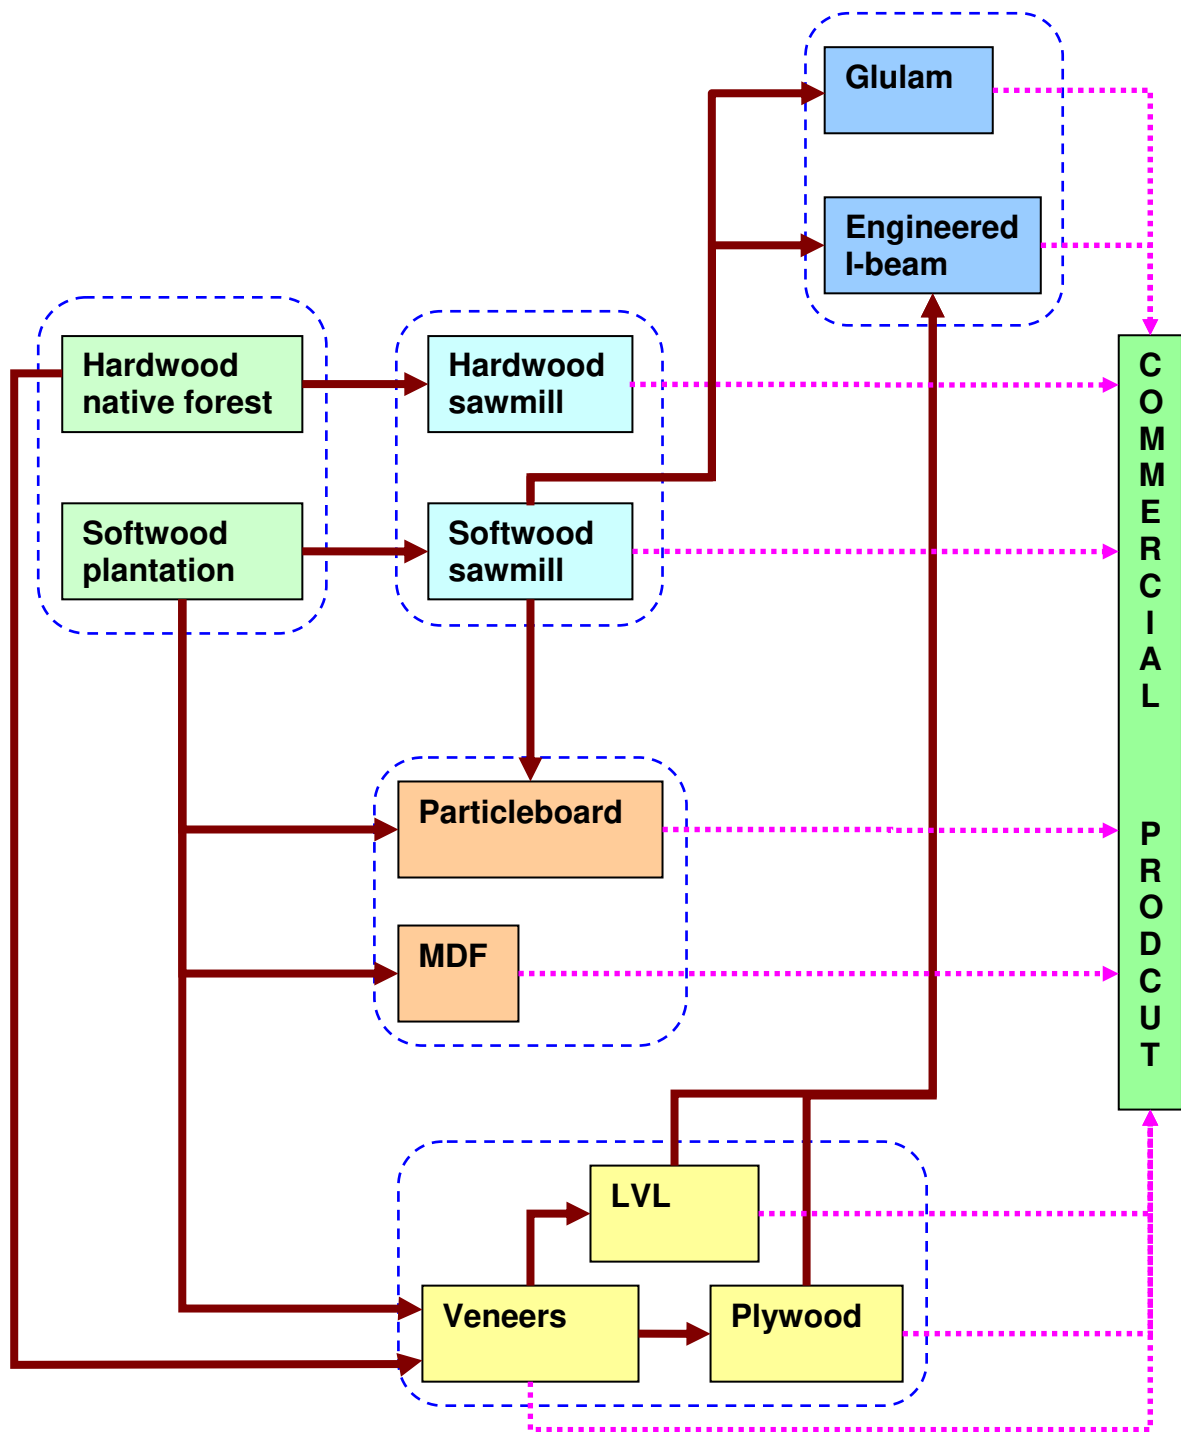 Glulam
Engineered
I-beam
Hardwood
native forest
Hardwood
sawmill
Softwood
plantation
Softwood
sawmill
Particleboard
MDF
LVL
Veneers
Plywood
C
O
M
M
E
R
C
I
A
L
P
R
O
D
C
U
T